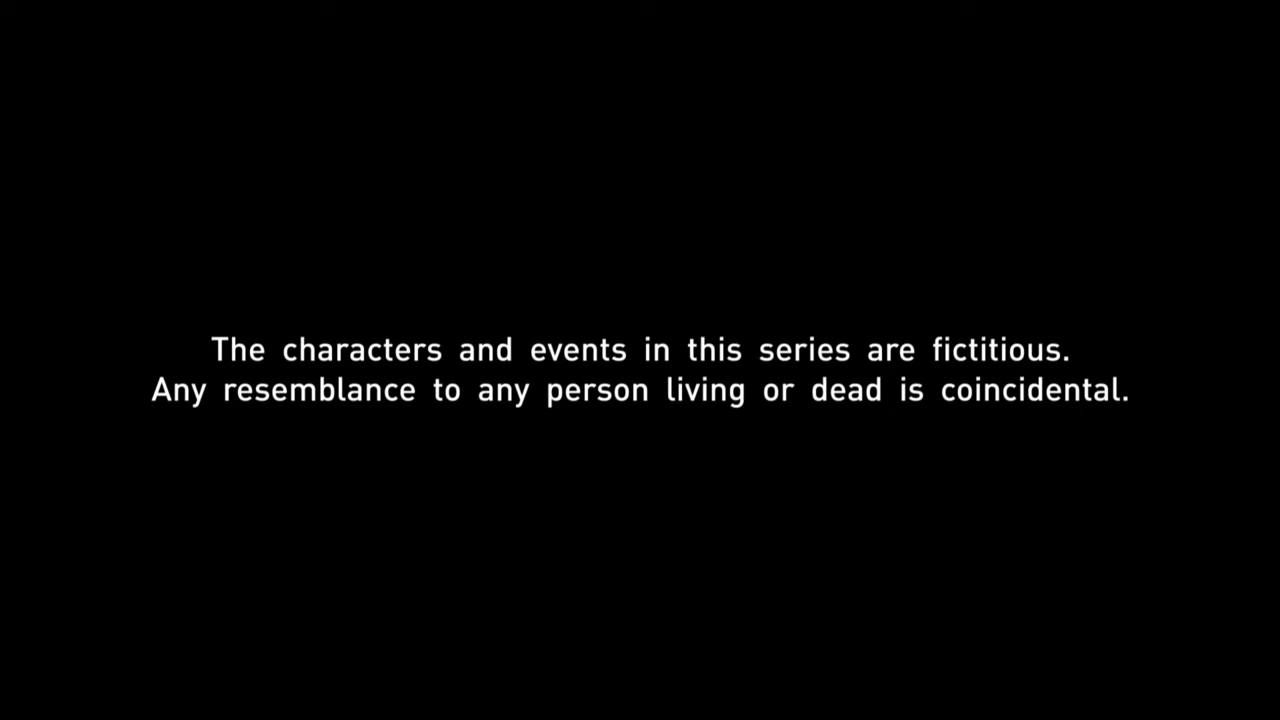 The characters and events in this series are fictitious.
Any resemblance to any person living or dead is coincidental.